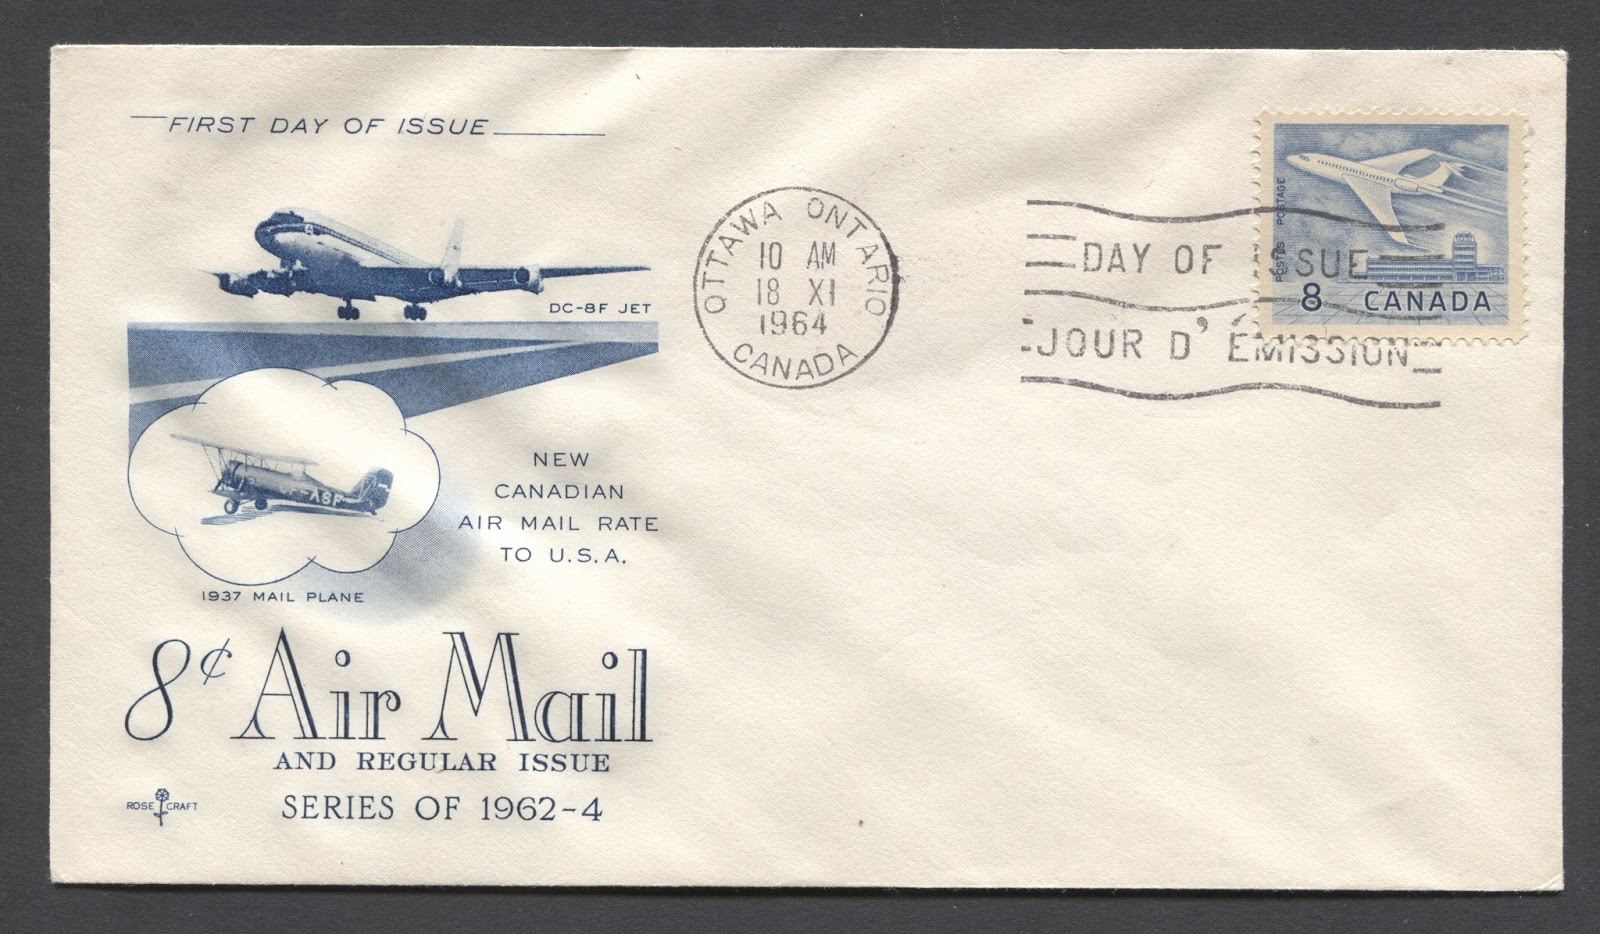 FIRST DAY OF ISSUE
DC-8F JET
NEW
CANADIAN
AIR MAIL RATE
TO U.S.A.
ASF
1937 MAIL PLANE
8¢ Air Mail
AND REGULAR ISSUE
SERIES OF 1962-4
ROSE CRAFT
OTTAWA ONTARIO
10 AM
18 XI
1964
CANADA
DAY OF ISSUE
JOUR D'ÉMISSION
POSTES POSTAGE
8 CANADA